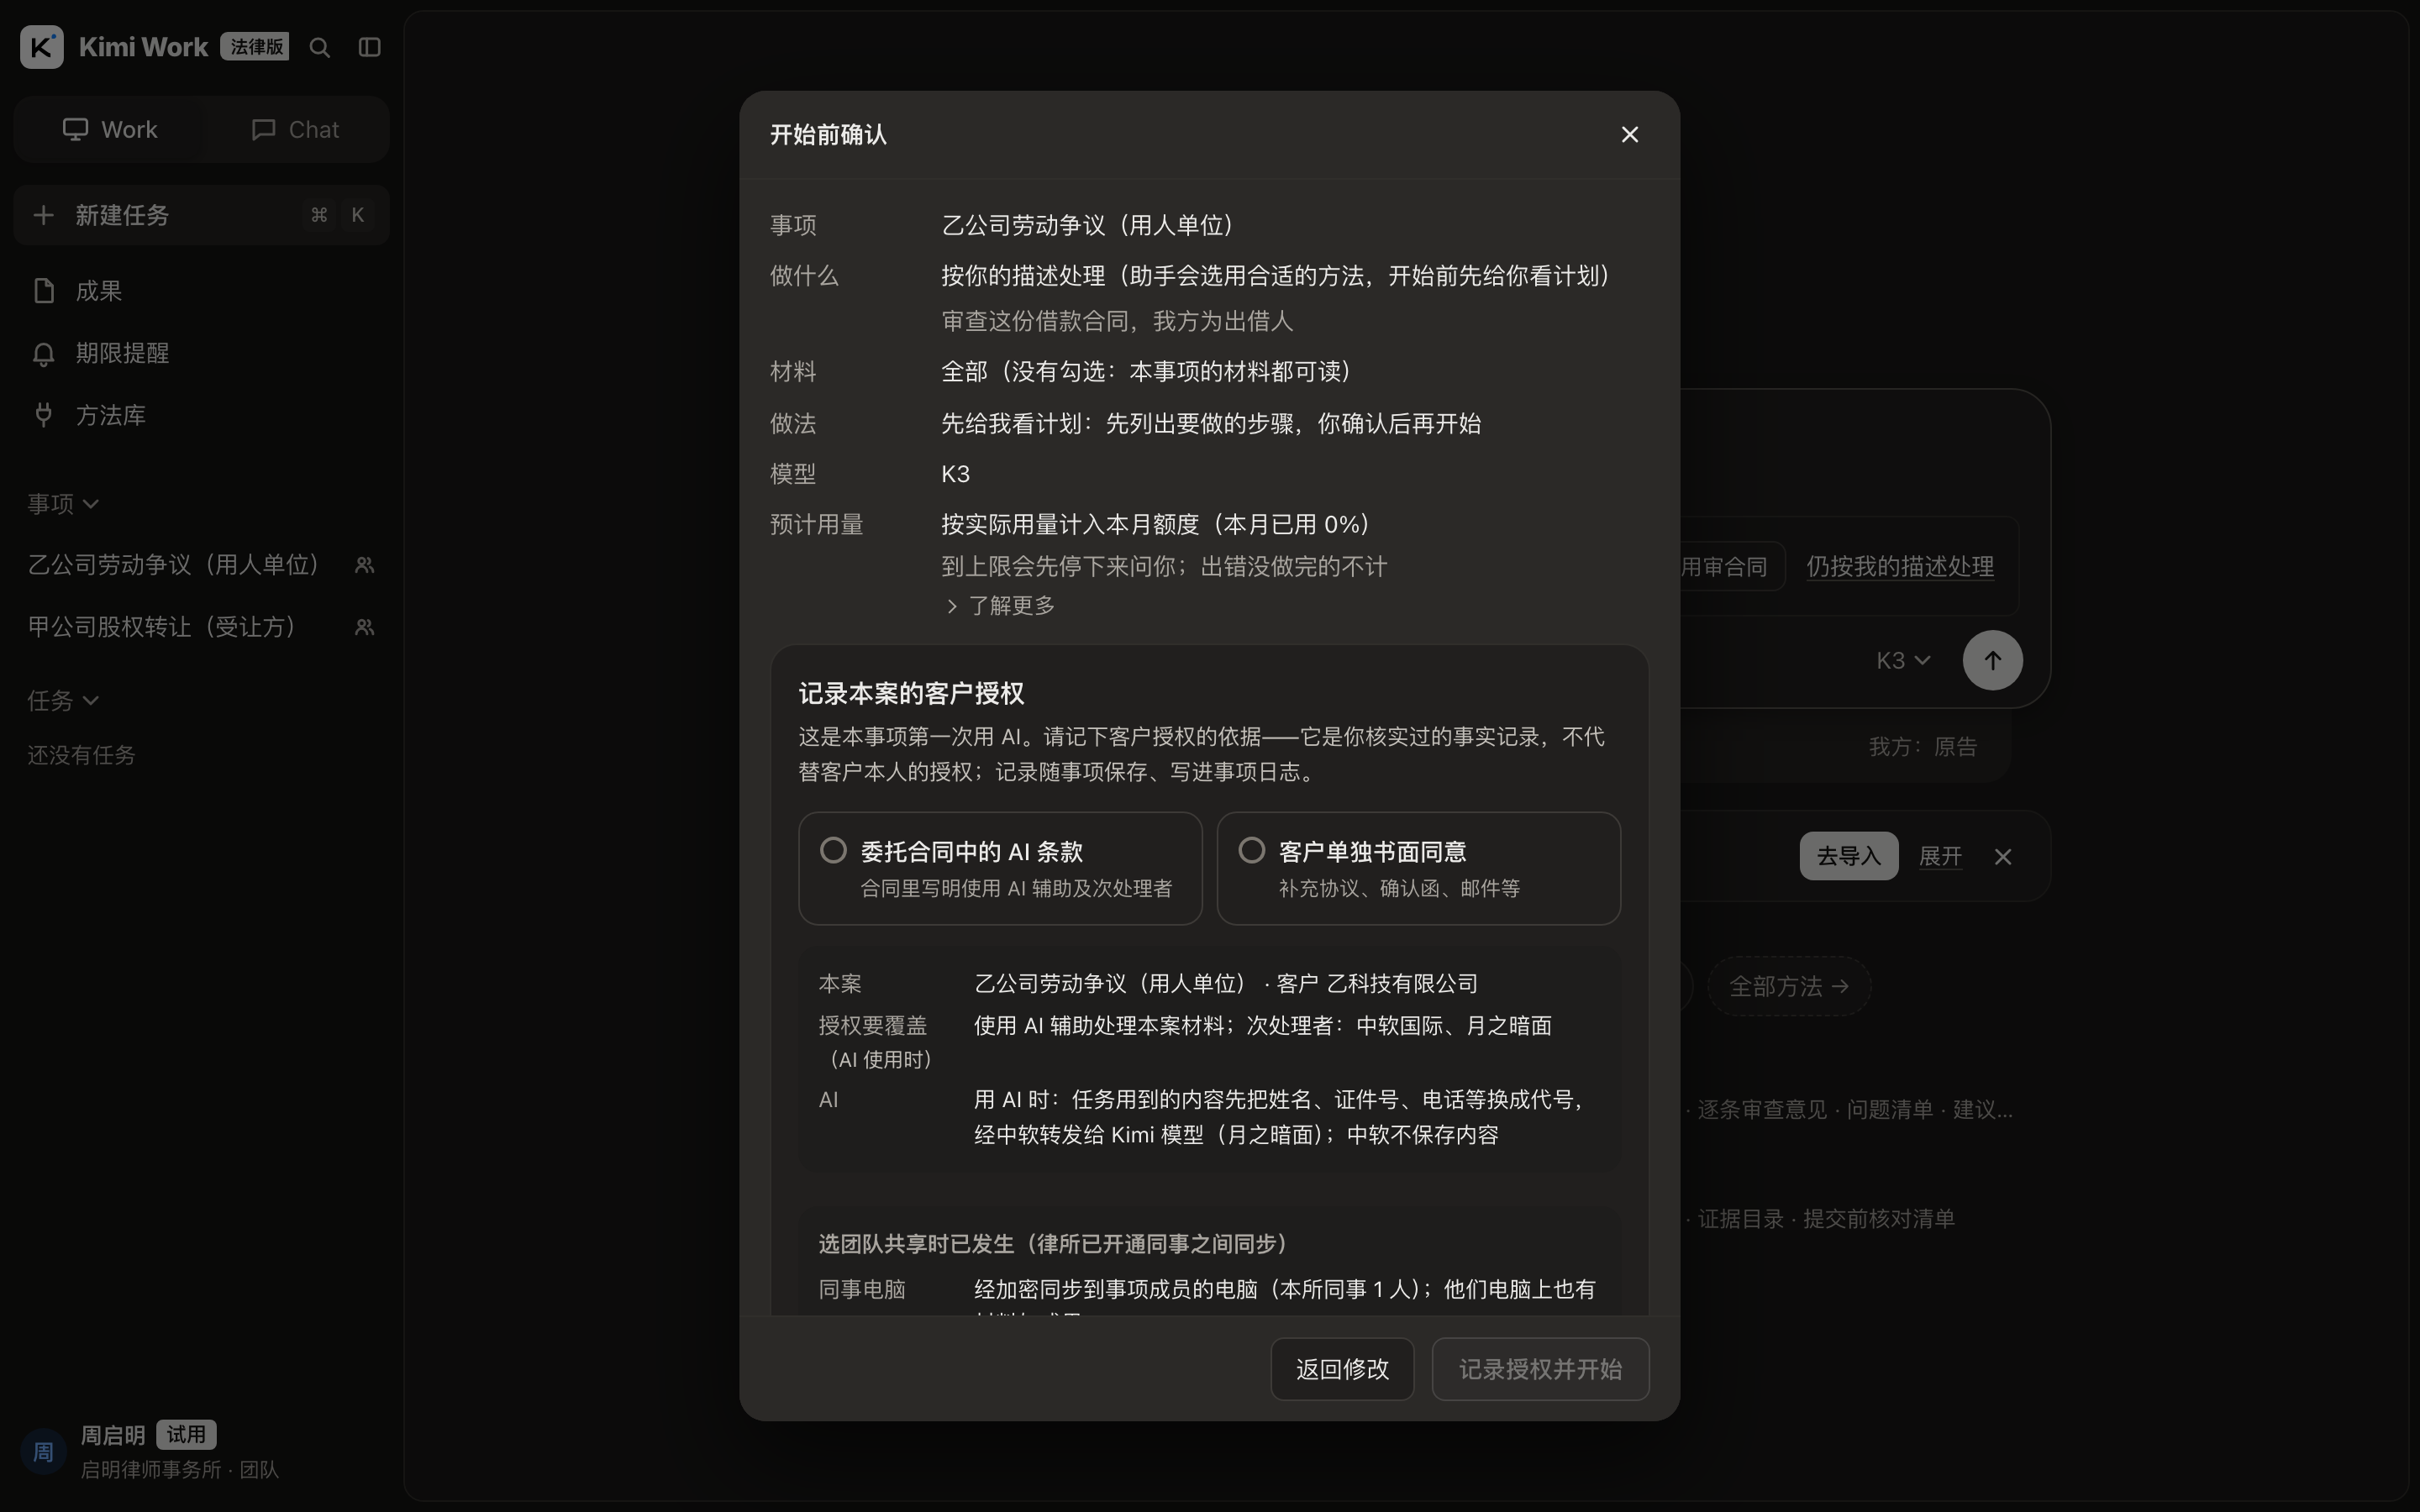 Kimi Work 法律版
Work
Chat
新建任务 ⌘ K
成果
期限提醒
方法库
事项
乙公司劳动争议（用人单位）
甲公司股权转让（受让方）
任务
还没有任务
周 周启明 试用
启明律师事务所 · 团队
开始前确认
事项 乙公司劳动争议（用人单位）
做什么 按你的描述处理（助手会选用合适的方法，开始前先给你看计划）
审查这份借款合同，我方为出借人
材料 全部（没有勾选：本事项的材料都可读）
做法 先给我看计划：先列出要做的步骤，你确认后再开始
模型 K3
预计用量 按实际用量计入本月额度（本月已用 0%）
到上限会先停下来问你；出错没做完的不计
了解更多
记录本案的客户授权
这是本事项第一次用 AI。请记下客户授权的依据——它是你核实过的事实记录，不代
替客户本人的授权；记录随事项保存、写进事项日志。
委托合同中的 AI 条款
合同里写明使用 AI 辅助及次处理者
客户单独书面同意
补充协议、确认函、邮件等
本案 乙公司劳动争议（用人单位） · 客户 乙科技有限公司
授权要覆盖 使用 AI 辅助处理本案材料；次处理者：中软国际、月之暗面
（AI 使用时）
AI 用 AI 时：任务用到的内容先把姓名、证件号、电话等换成代号，
经中软转发给 Kimi 模型（月之暗面）；中软不保存内容
选团队共享时已发生（律所已开通同事之间同步）
同事电脑 经加密同步到事项成员的电脑（本所同事 1 人）；他们电脑上也有
返回修改
记录授权并开始
用审合同
仍按我的描述处理
K3
我方：原告
去导入
展开
全部方法 →
· 逐条审查意见 · 问题清单 · 建议...
· 证据目录 · 提交前核对清单